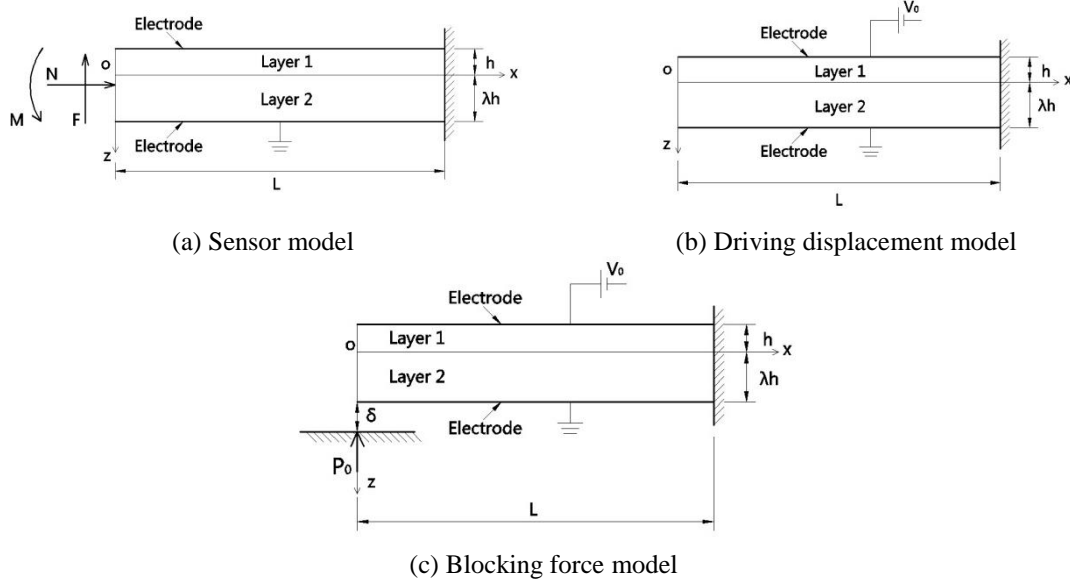 Electrode
o
Layer 1
h
x
N
Layer 2
λh
M
F
z
Electrode
L
(a) Sensor model
V₀
Electrode
o
Layer 1
h
x
Layer 2
λh
z
Electrode
L
(b) Driving displacement model
V₀
Electrode
o
Layer 1
h
x
Layer 2
λh
δ
Electrode
P₀
z
L
(c) Blocking force model